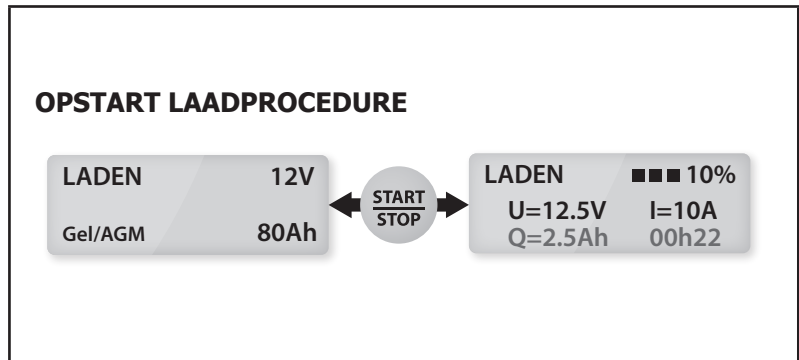 OPSTART LAADPROCEDURE
LADEN 12V
Gel/AGM 80Ah
START
STOP
LADEN 10%
U=12.5V I=10A
Q=2.5Ah 00h22